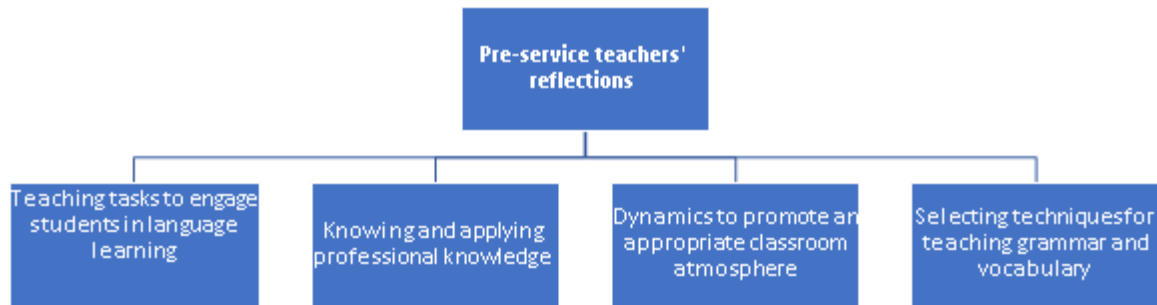 Pre-service teachers'
reflections
Teaching tasks to engage
students in language
learning
Knowing and applying
professional knowledge
Dynamics to promote an
appropriate classroom
atmosphere
Selecting techniques for
teaching grammar and
vocabulary